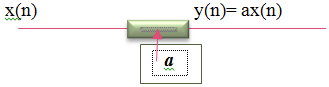 x(n)
y(n)= ax(n)
a